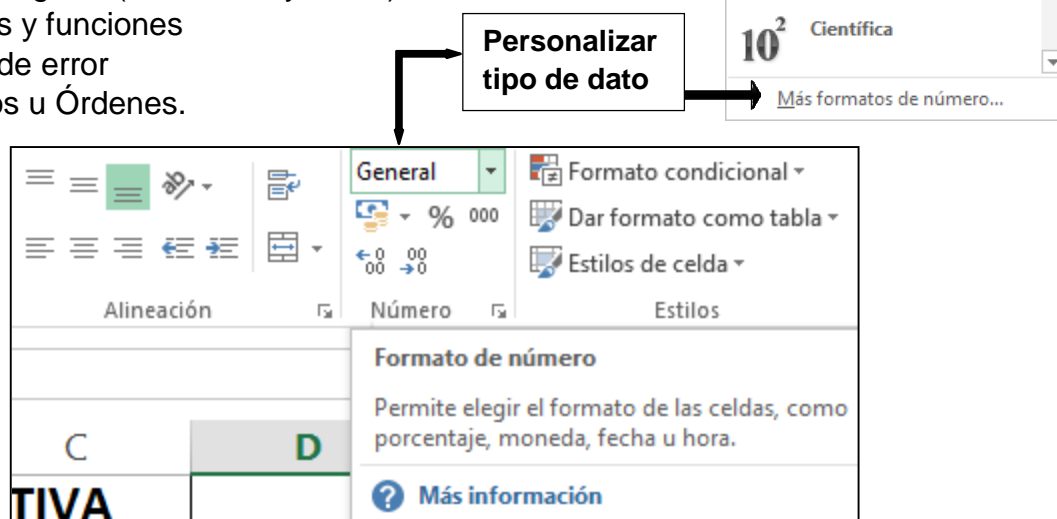 s y funciones
de error
os u Órdenes.
Personalizar
tipo de dato
10²
Científica
Más formatos de número...
General
% 000
Formato condicional
Dar formato como tabla
Estilos de celda
Alineación
Número
Estilos
Formato de número
Permite elegir el formato de las celdas, como
porcentaje, moneda, fecha u hora.
Más información
C
D
TIVA